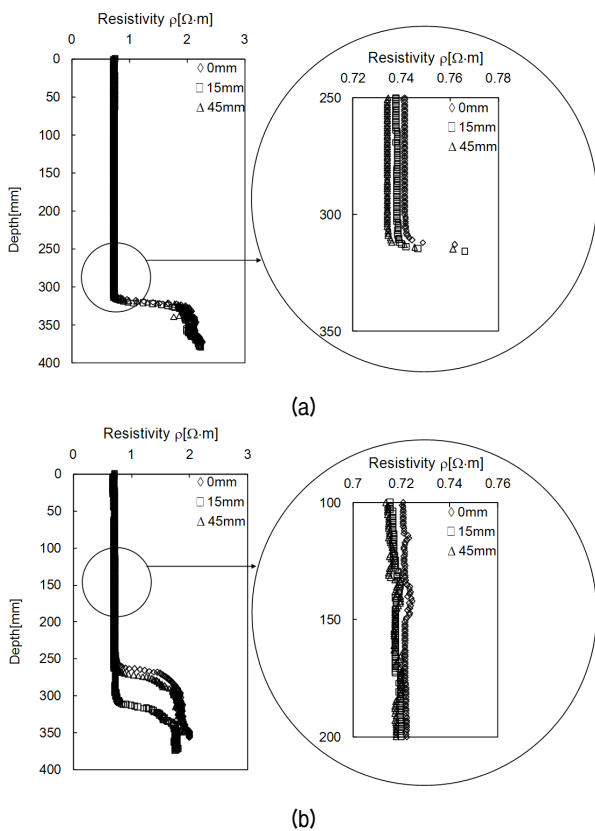 Resistivity ρ[Ω·m]
0 1 2 3
0
50
100
150
200
250
300
350
400
Depth[mm]
◇0mm
□15mm
△45mm
Resistivity ρ[Ω·m]
0.72 0.74 0.76 0.78
250
300
350
◇0mm
□15mm
△45mm
(a)
Resistivity ρ[Ω·m]
0 1 2 3
0
50
100
150
200
250
300
350
400
Depth[mm]
◇0mm
□15mm
△45mm
Resistivity ρ[Ω·m]
0.7 0.72 0.74 0.76
100
150
200
◇0mm
□15mm
△45mm
(b)